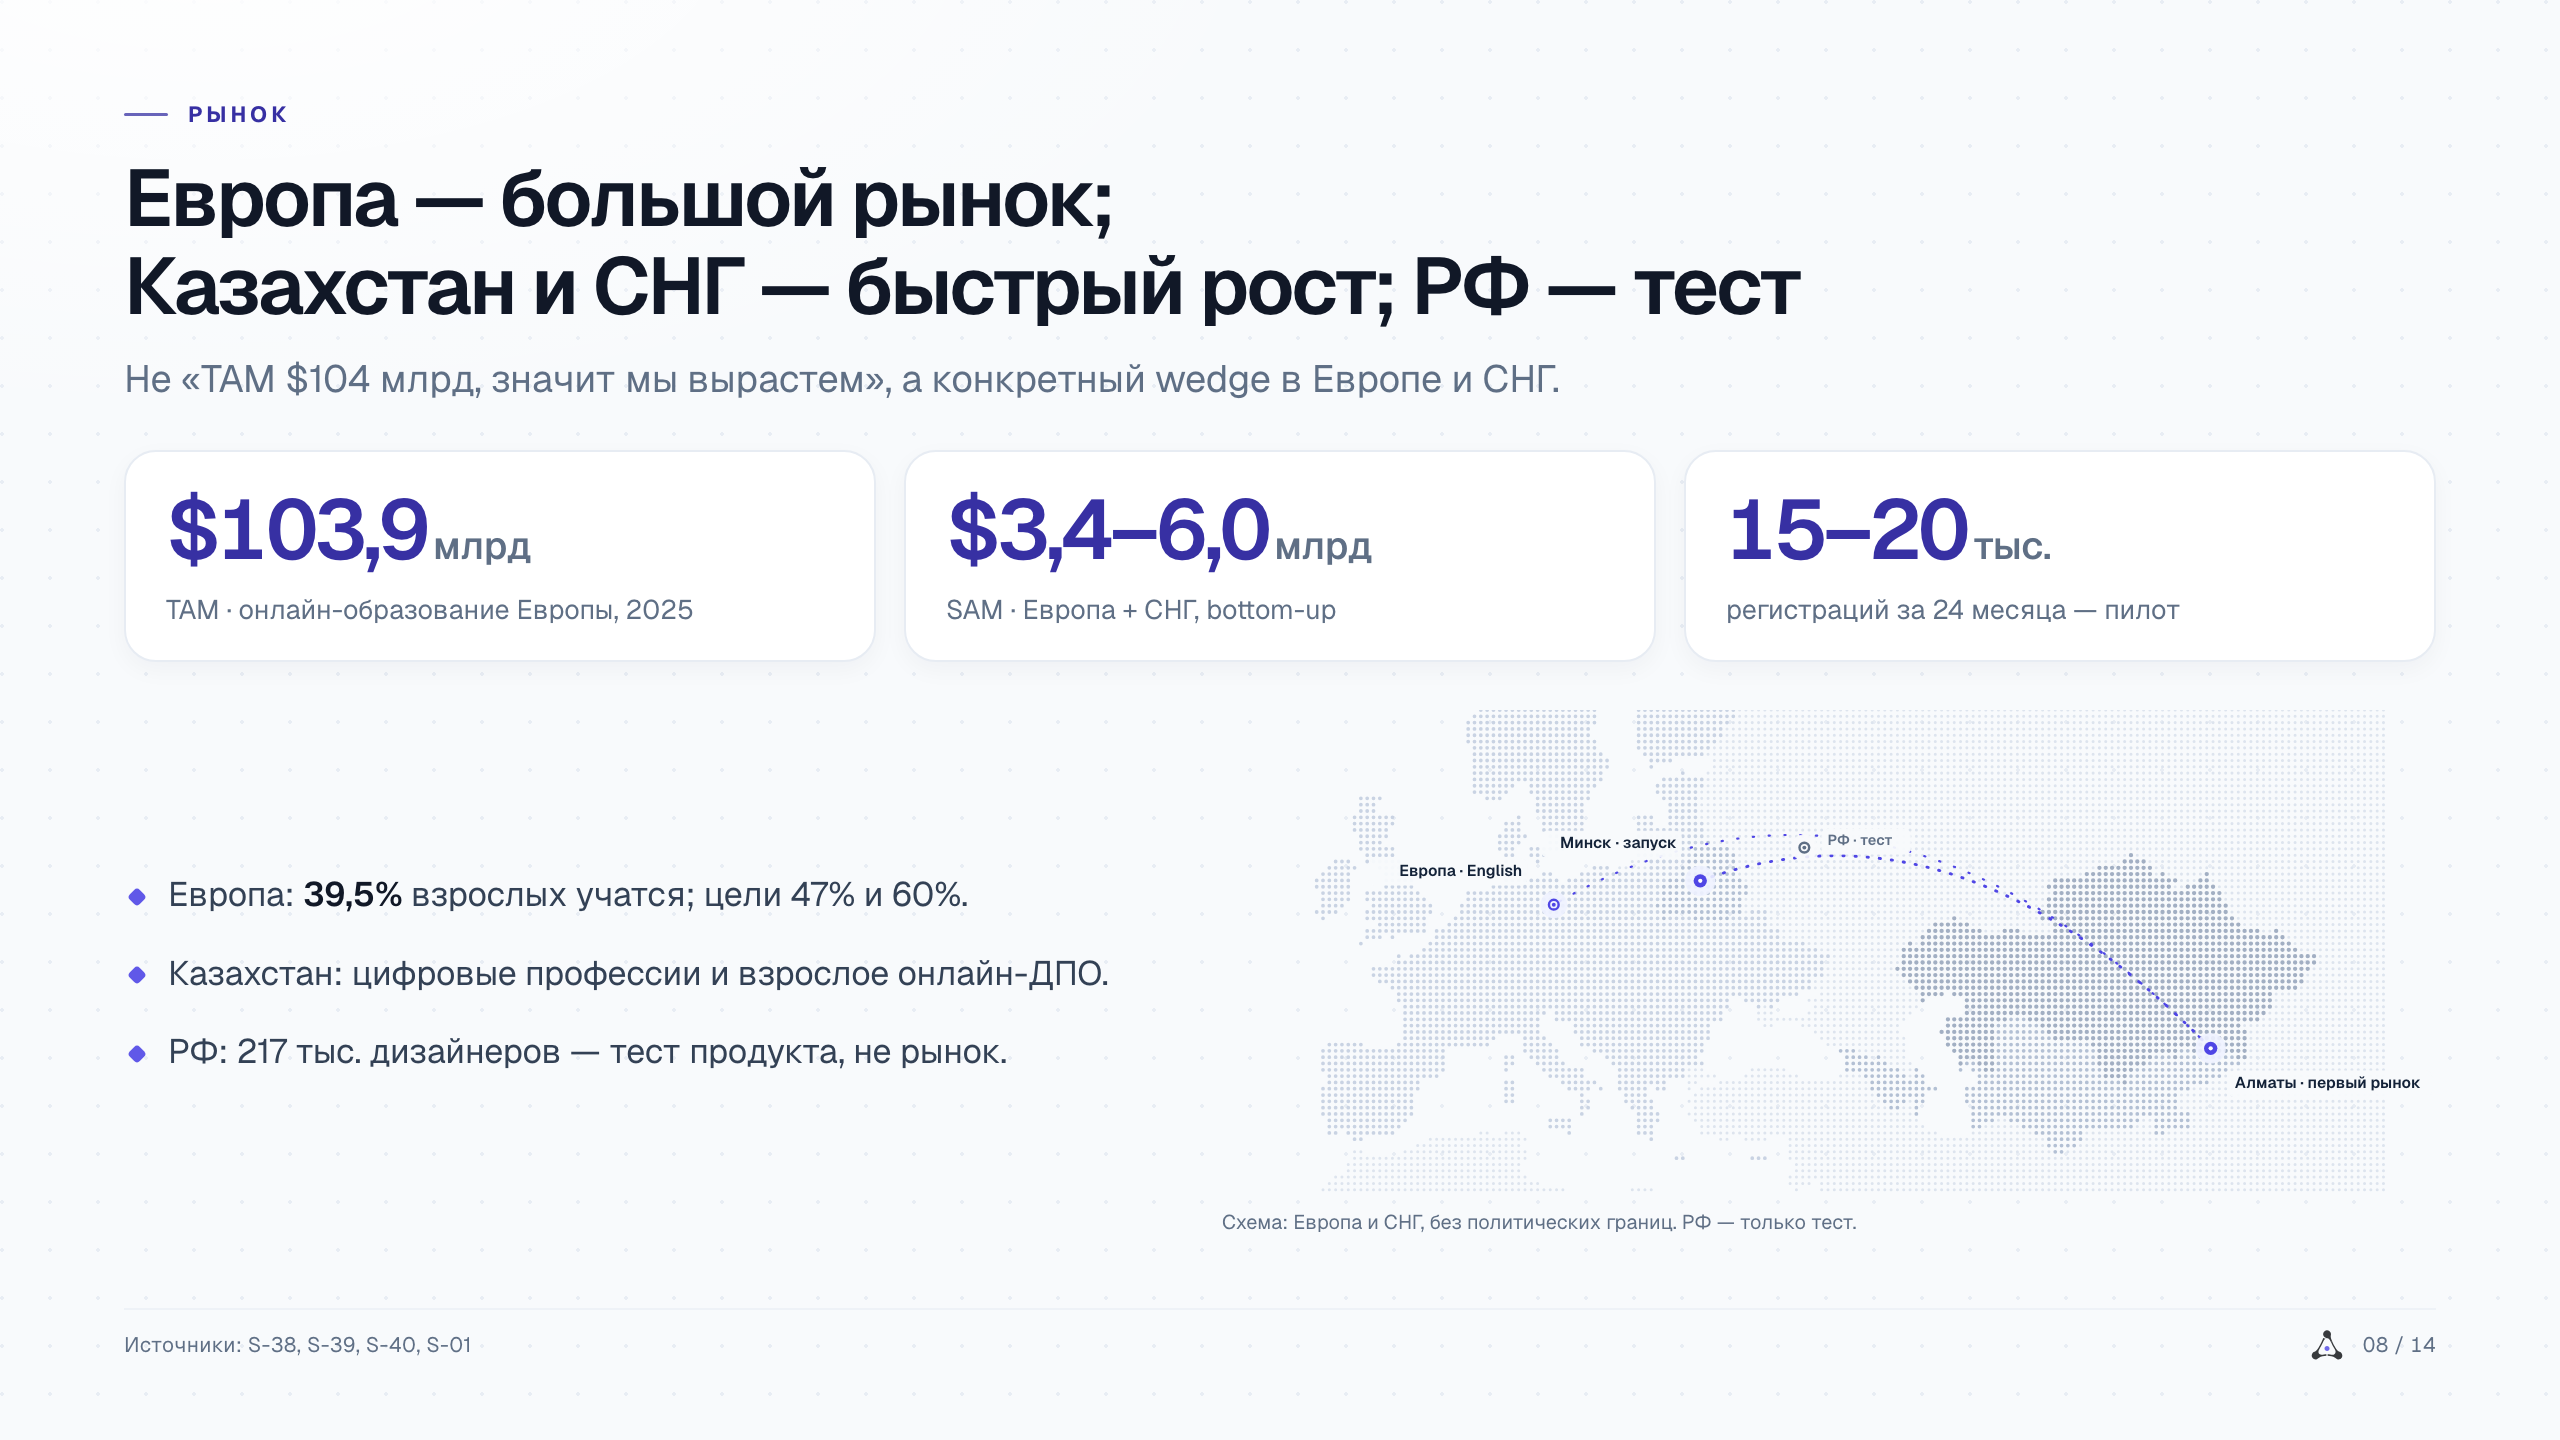 РЫНОК
Европа — большой рынок;
Казахстан и СНГ — быстрый рост; РФ — тест
Не «TAM $104 млрд, значит мы вырастем», а конкретный wedge в Европе и СНГ.
$103,9 млрд
TAM · онлайн-образование Европы, 2025
$3,4–6,0 млрд
SAM · Европа + СНГ, bottom-up
15–20 тыс.
регистраций за 24 месяца — пилот
Европа: 39,5% взрослых учатся; цели 47% и 60%.
Казахстан: цифровые профессии и взрослое онлайн-ДПО.
РФ: 217 тыс. дизайнеров — тест продукта, не рынок.
РФ · тест
Минск · запуск
Европа · English
Алматы · первый рынок
Схема: Европа и СНГ, без политических границ. РФ — только тест.
Источники: S-38, S-39, S-40, S-01
08 / 14